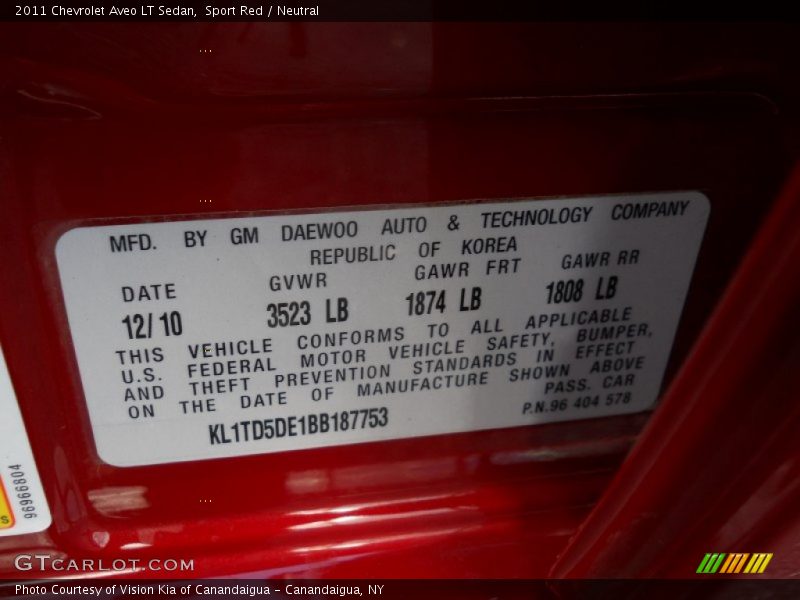 2011 Chevrolet Aveo LT Sedan,  Sport Red / Neutral
MFD. BY GM DAEWOO AUTO & TECHNOLOGY COMPANY
REPUBLIC OF KOREA
DATE GVWR GAWR FRT GAWR RR
12/10 3523 LB 1874 LB 1808 LB
THIS VEHICLE CONFORMS TO ALL APPLICABLE
U.S. FEDERAL MOTOR VEHICLE SAFETY, BUMPER,
AND THEFT PREVENTION STANDARDS IN EFFECT
ON THE DATE OF MANUFACTURE SHOWN ABOVE
PASS. CAR
KL1TD5DE1BB187753
P.N.96 404 578
96966804
S
GTCARLOT.COM
Photo Courtesy of Vision Kia of Canandaigua - Canandaigua, NY